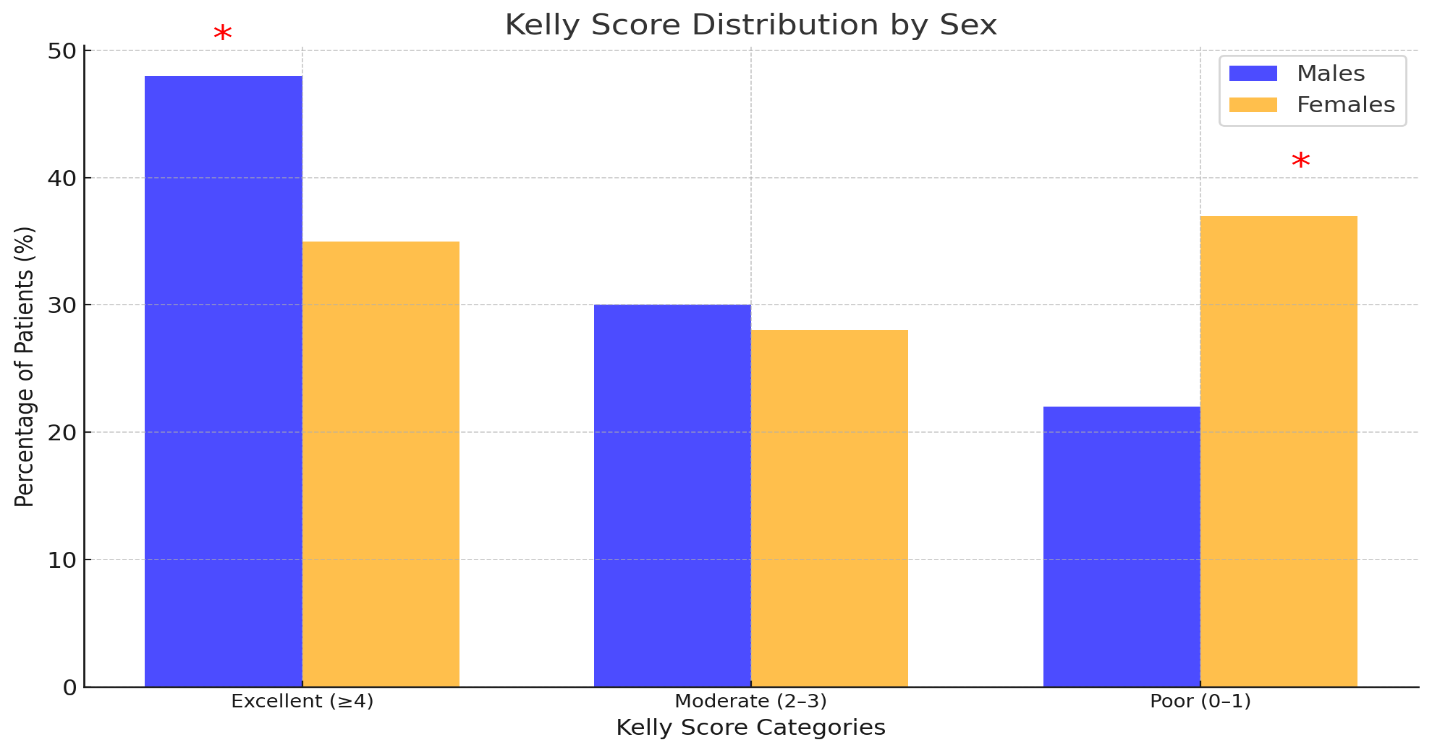 *
Kelly Score Distribution by Sex
50
Males
Females
*
40
30
20
10
0
Percentage of Patients (%)
Excellent (≥4)
Moderate (2–3)
Poor (0–1)
Kelly Score Categories